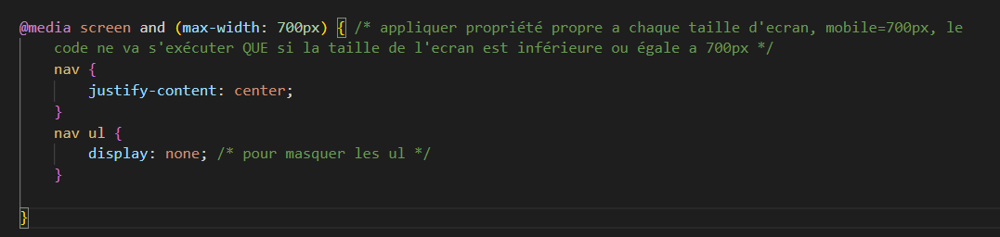 @media screen and (max-width: 700px) { /* appliquer propriété propre a chaque taille d'ecran, mobile=700px, le
code ne va s'exécuter QUE si la taille de l'ecran est inférieure ou égale a 700px */
nav {
justify-content: center;
}
nav ul {
display: none; /* pour masquer les ul */
}
}